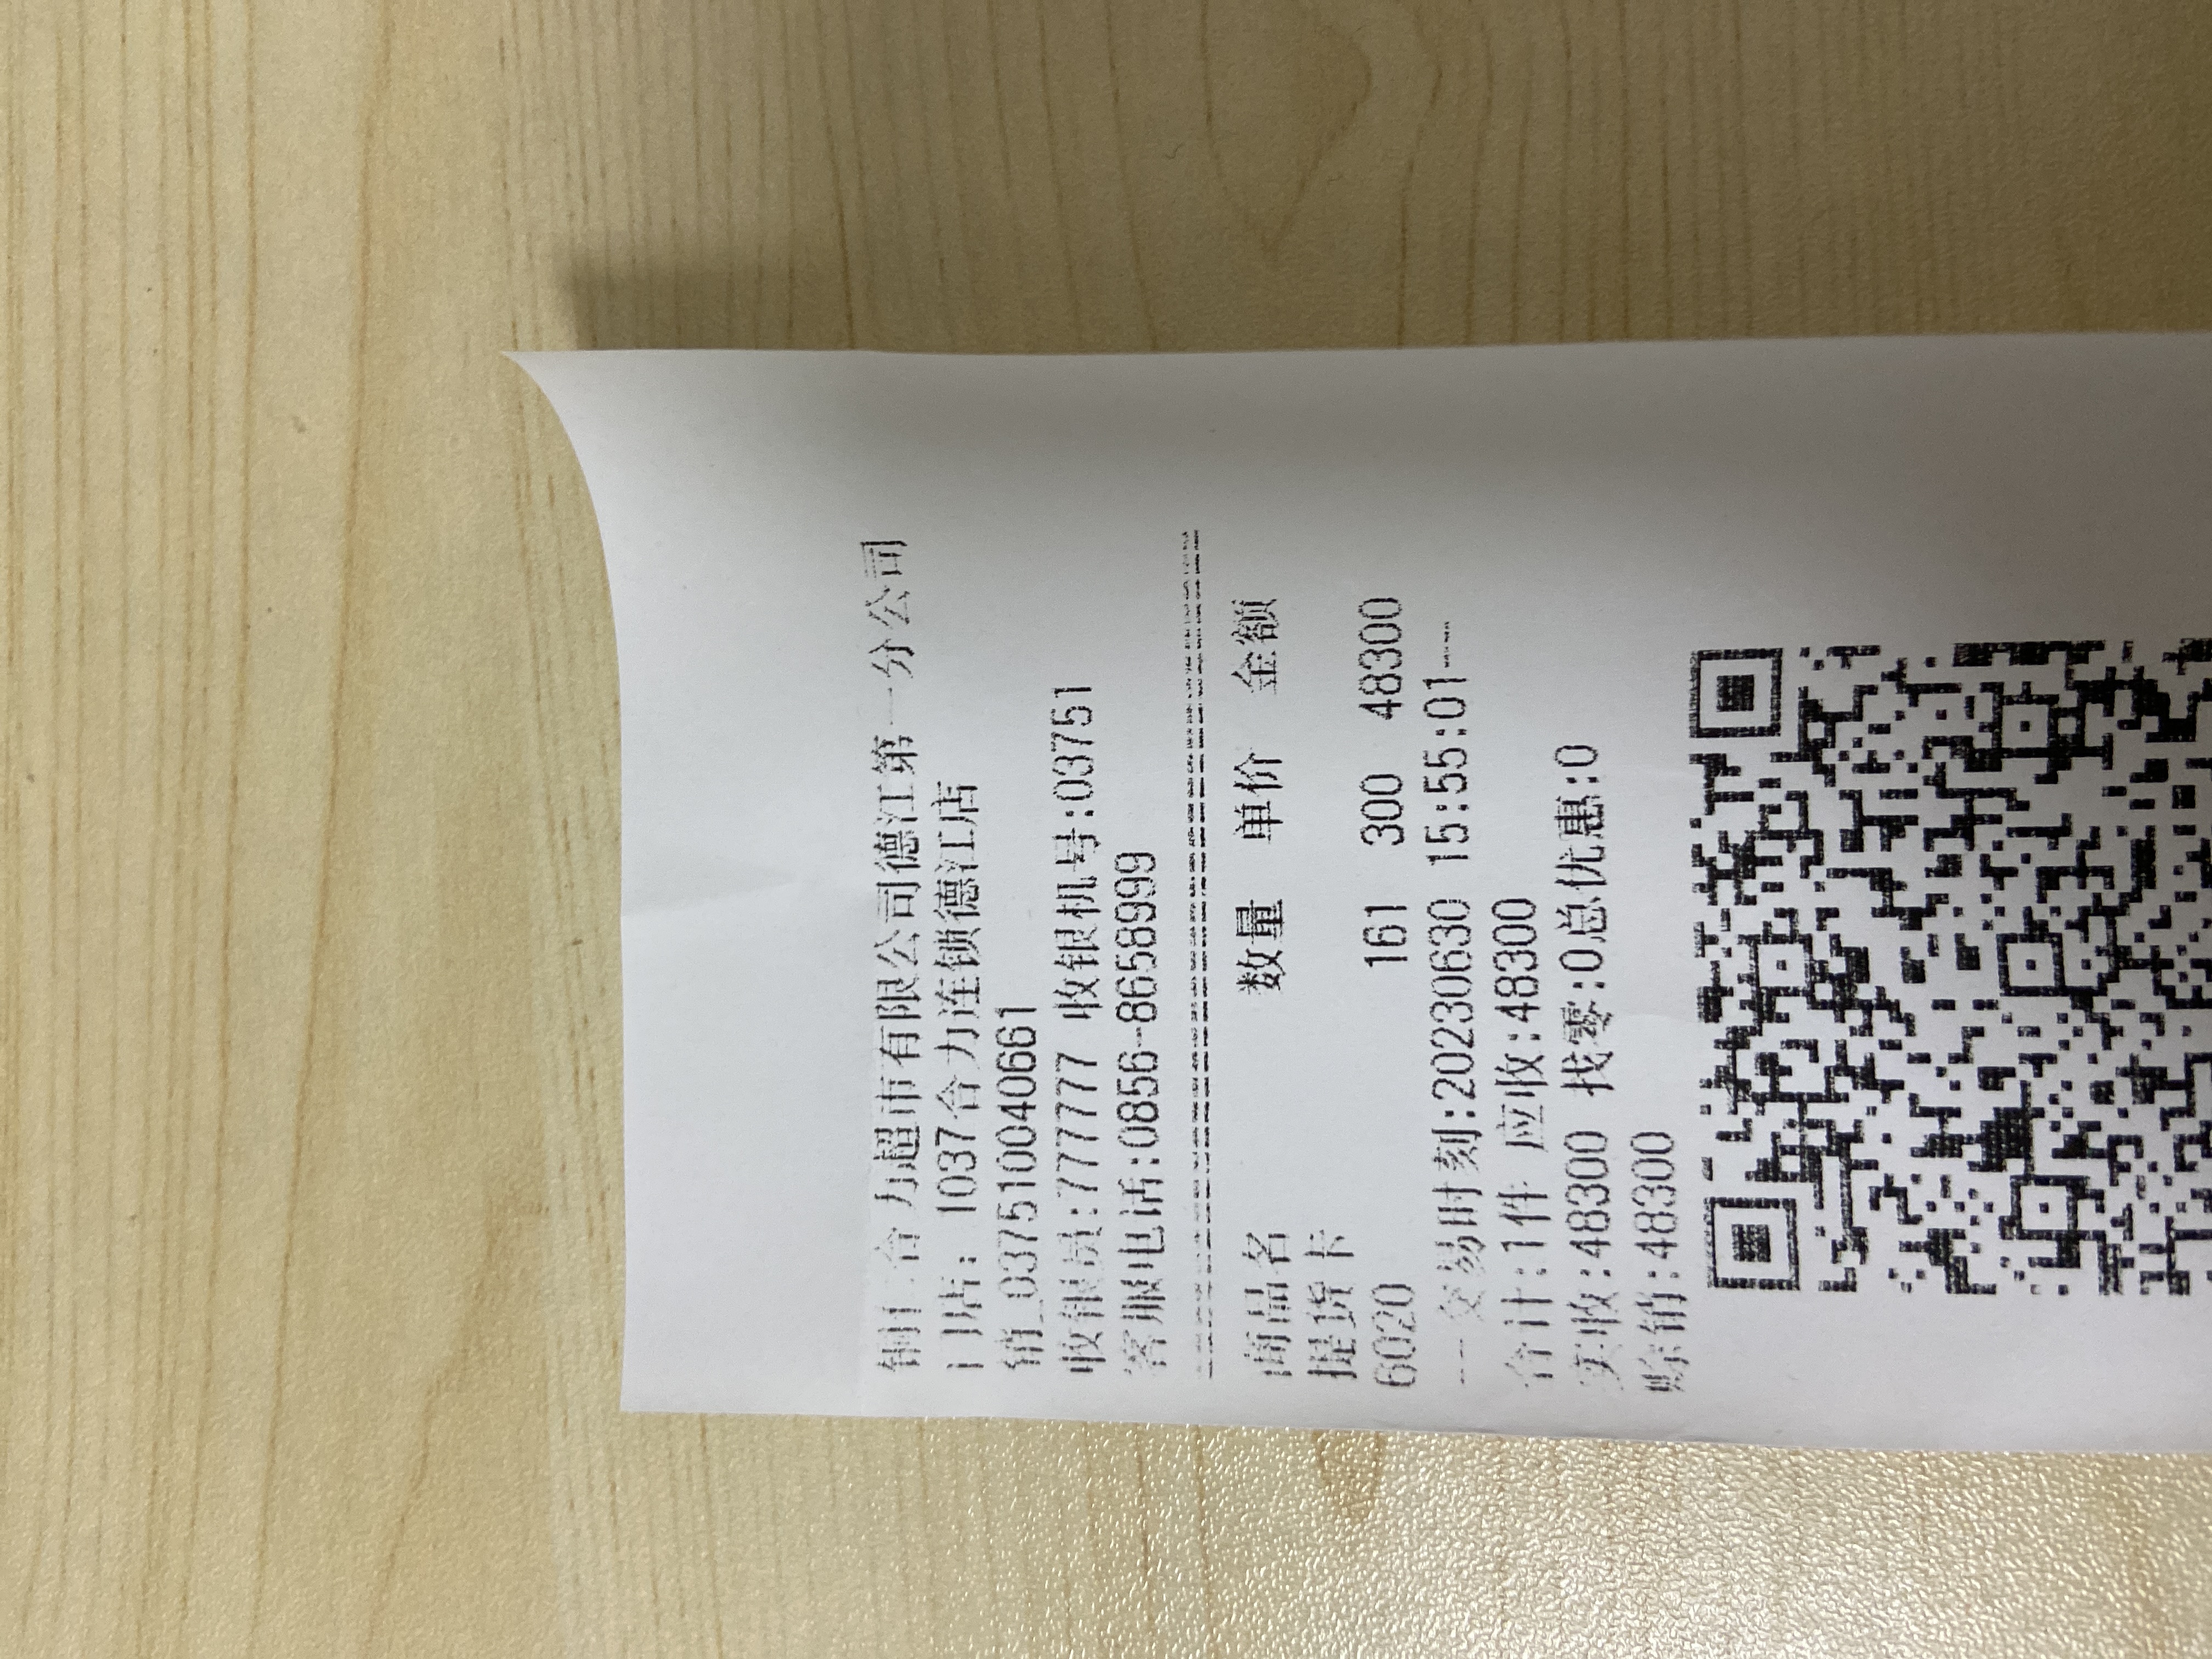 铜仁合力超市有限公司德江第一分公司
门店: 1037合力连锁德江店
销_037510040661
收银员:777777 收银机号:03751
客服电话:0856-8658999
================================
商品名 数量 单价 金额
提货卡
6020 161 300 48300
---交易时刻:20230630 15:55:01---
合计:1件 应收:48300
实收:48300 找零:0总优惠:0
赊销:48300